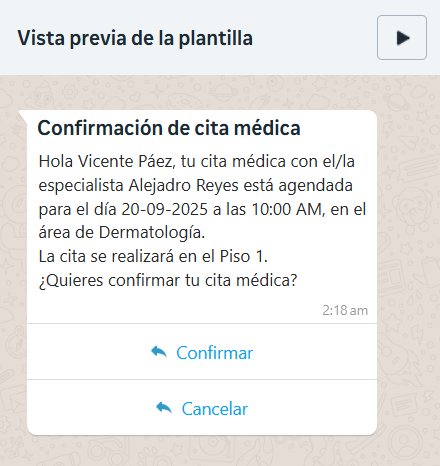 Vista previa de la plantilla
Confirmación de cita médica
Hola Vicente Páez, tu cita médica con el/la
especialista Alejadro Reyes está agendada
para el día 20-09-2025 a las 10:00 AM, en el
área de Dermatología.
La cita se realizará en el Piso 1.
¿Quieres confirmar tu cita médica?
2:18 am
Confirmar
Cancelar